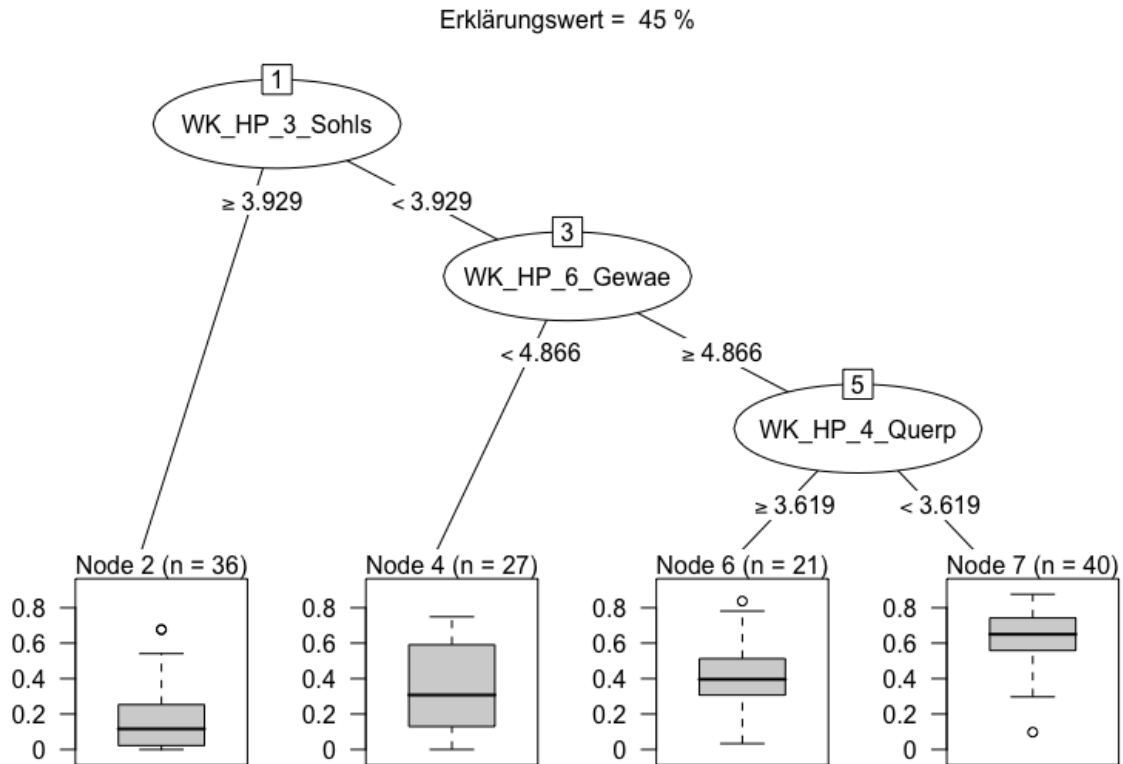 Erklärungswert = 45 %
1
WK_HP_3_Sohls
≥ 3.929 < 3.929
3
WK_HP_6_Gewae
< 4.866 ≥ 4.866
5
WK_HP_4_Querp
≥ 3.619 < 3.619
Node 2 (n = 36) Node 4 (n = 27) Node 6 (n = 21) Node 7 (n = 40)
0.8 0.8 0.8 0.8
0.6 0.6 0.6 0.6
0.4 0.4 0.4 0.4
0.2 0.2 0.2 0.2
0 0 0 0